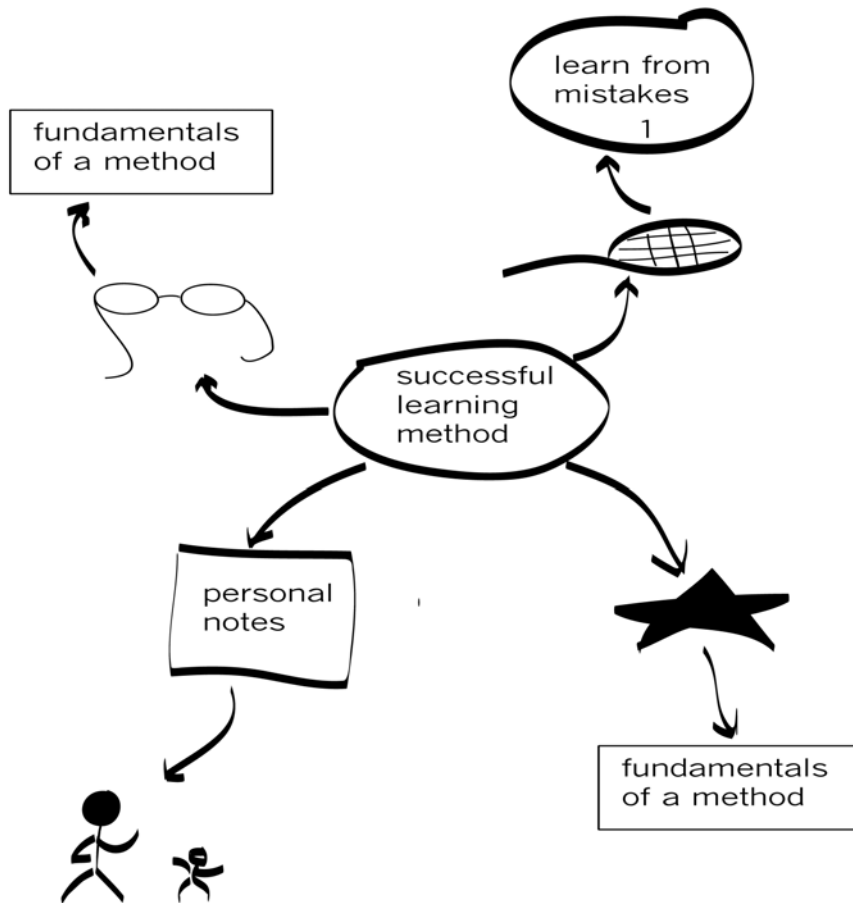 learn from
mistakes
1
fundamentals
of a method
successful
learning
method
personal
notes
fundamentals
of a method